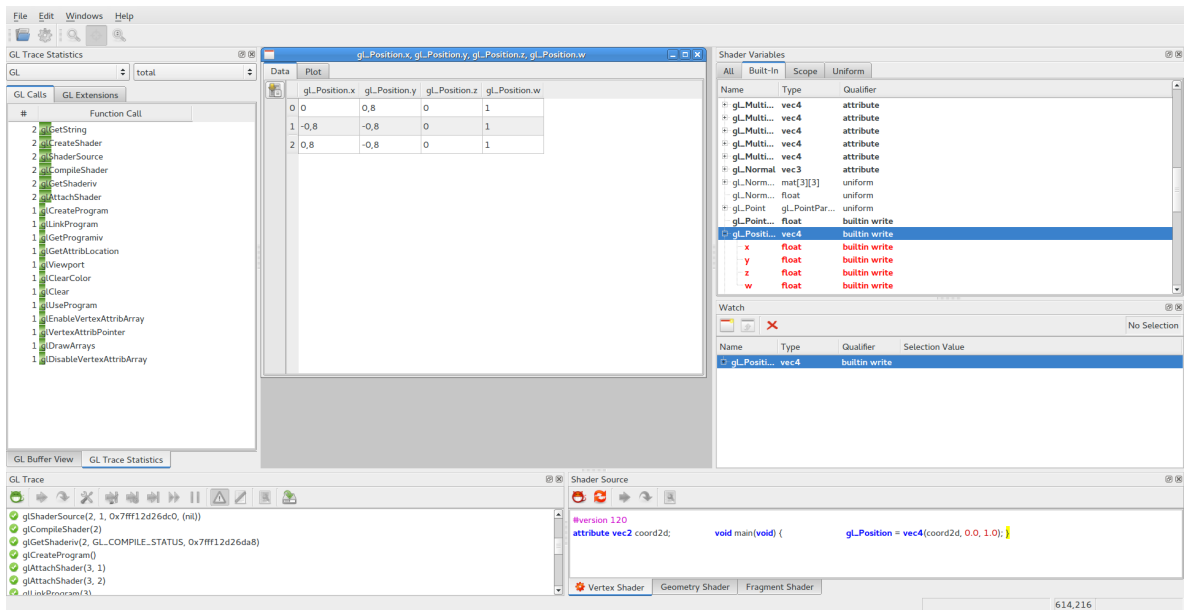 File Edit Windows Help
GL Trace Statistics
GL total
GL Calls GL Extensions
# Function Call
2 glGetString
2 glCreateShader
2 glShaderSource
2 glCompileShader
2 glGetShaderiv
2 glAttachShader
1 glCreateProgram
1 glLinkProgram
1 glGetProgramiv
1 glGetAttribLocation
1 glViewport
1 glClearColor
1 glClear
1 glUseProgram
1 glEnableVertexAttribArray
1 glVertexAttribPointer
1 glDrawArrays
1 glDisableVertexAttribArray
GL Buffer View GL Trace Statistics
gl_Position.x, gl_Position.y, gl_Position.z, gl_Position.w
Data Plot
gl_Position.x gl_Position.y gl_Position.z gl_Position.w
0 0 0,8 0 1
1 -0,8 -0,8 0 1
2 0,8 -0,8 0 1
Shader Variables
All Built-In Scope Uniform
Name Type Qualifier
gl_Multi... vec4 attribute
gl_Multi... vec4 attribute
gl_Multi... vec4 attribute
gl_Multi... vec4 attribute
gl_Multi... vec4 attribute
gl_Normal vec3 attribute
gl_Norm... mat[3][3] uniform
gl_Norm... float uniform
gl_Point gl_PointPar... uniform
gl_Point... float builtin write
gl_Positi... vec4 builtin write
x float builtin write
y float builtin write
z float builtin write
w float builtin write
Watch
No Selection
Name Type Qualifier Selection Value
gl_Positi... vec4 builtin write
GL Trace
glShaderSource(2, 1, 0x7fff12d26dc0, (nil))
glCompileShader(2)
glGetShaderiv(2, GL_COMPILE_STATUS, 0x7fff12d26da8)
glCreateProgram()
glAttachShader(3, 1)
glAttachShader(3, 2)
glLinkProgram(3)
Shader Source
#version 120
attribute vec2 coord2d; void main(void) { gl_Position = vec4(coord2d, 0.0, 1.0); }
Vertex Shader Geometry Shader Fragment Shader
614,216